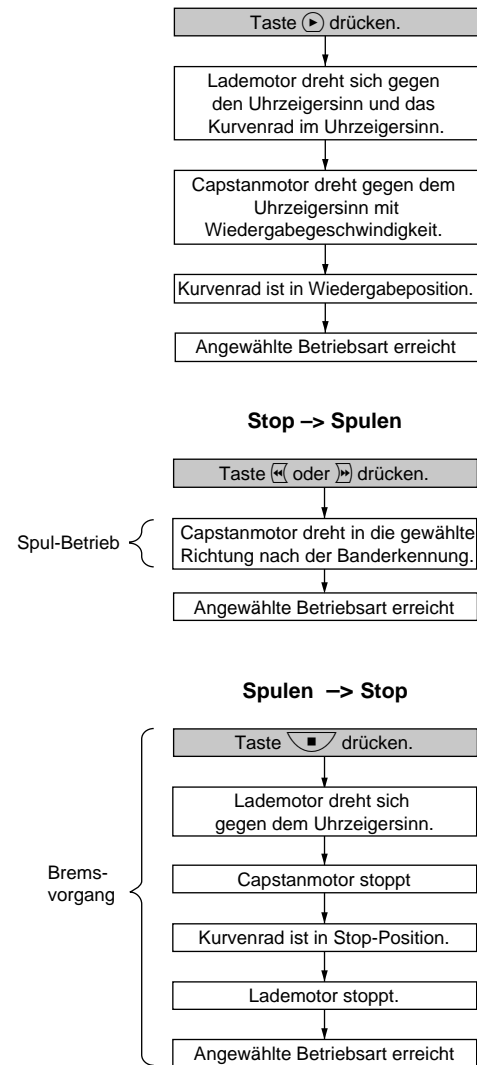 Taste ▶ drücken.
Lademotor dreht sich gegen
den Uhrzeigersinn und das
Kurvenrad im Uhrzeigersinn.
Capstanmotor dreht gegen dem
Uhrzeigersinn mit
Wiedergabegeschwindigkeit.
Kurvenrad ist in Wiedergabeposition.
Angewählte Betriebsart erreicht
Stop –> Spulen
Taste ◀◀ oder ▶▶ drücken.
Spul-Betrieb
Capstanmotor dreht in die gewählte
Richtung nach der Banderkennung.
Angewählte Betriebsart erreicht
Spulen –> Stop
Taste ■ drücken.
Lademotor dreht sich
gegen dem Uhrzeigersinn.
Brems-
vorgang
Capstanmotor stoppt
Kurvenrad ist in Stop-Position.
Lademotor stoppt.
Angewählte Betriebsart erreicht